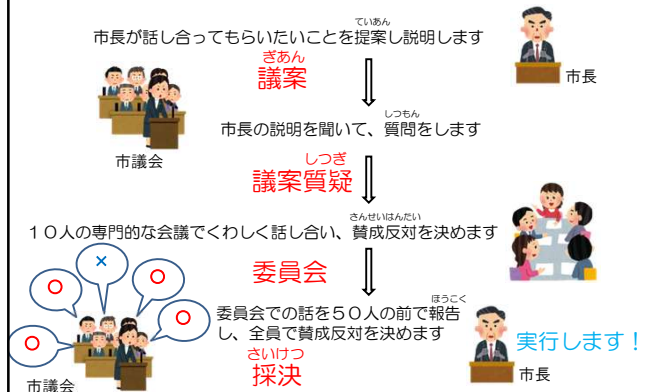 ていあん
市長が話し合ってもらいたいことを提案し説明します
ぎあん
議案
市長
市議会
しつもん
市長の説明を聞いて、質問をします
しつぎ
議案質疑
さんせいはんたい
10人の専門的な会議でくわしく話し合い、賛成反対を決めます
委員会
×
○
○
○
○
ほうこく
委員会での話を50人の前で報告
し、全員で賛成反対を決めます
さいけつ
採決
実行します!
市長
市議会